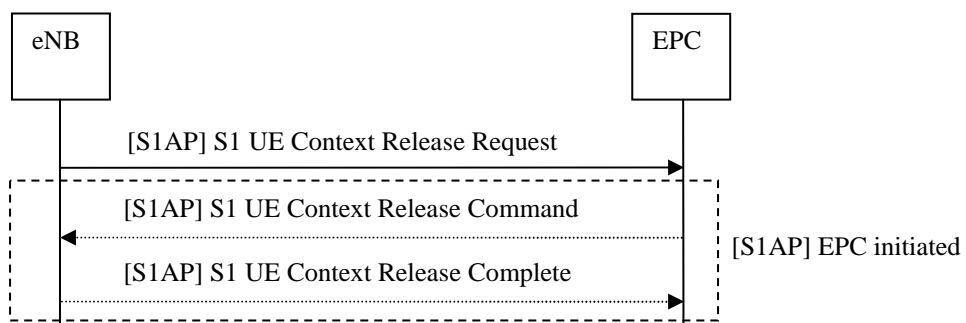 eNB
EPC
[S1AP] S1 UE Context Release Request
[S1AP] S1 UE Context Release Command
[S1AP] EPC initiated
[S1AP] S1 UE Context Release Complete